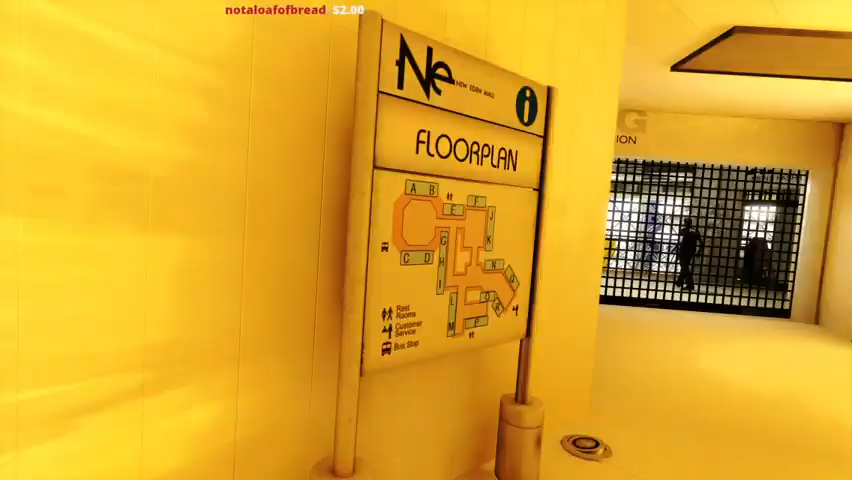 notaloafofbread $2.00
Ne NEW EDEN MALL
i
FLOORPLAN
A B
E F
J
K
G
H
I
C D
N
L
M
P
Rest
Rooms
Customer
Service
Bus Stop
G
ION